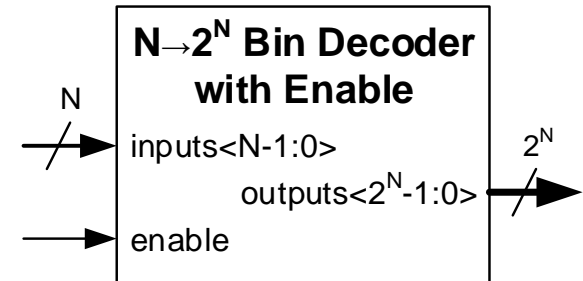 N→2^N Bin Decoder
with Enable
N
inputs<N-1:0>
2^N
outputs<2^N-1:0>
enable